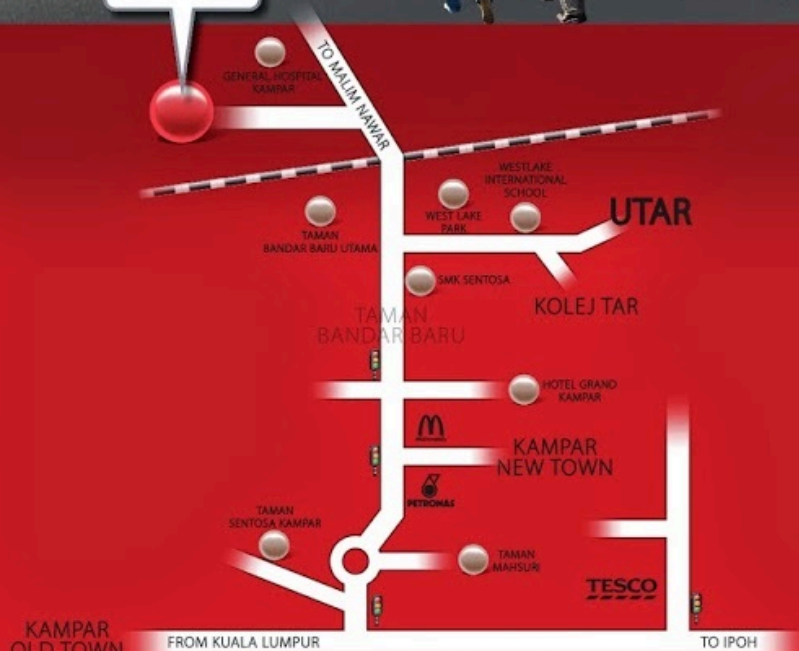 TO MALIM NAWAR
GENERAL HOSPITAL
KAMPAR
WESTLAKE
INTERNATIONAL
SCHOOL
WEST LAKE
PARK
UTAR
TAMAN
BANDAR BARU UTAMA
SMK SENTOSA
KOLEJ TAR
TAMAN
BANDAR BARU
HOTEL GRAND
KAMPAR
KAMPAR
NEW TOWN
PETRONAS
TAMAN
SENTOSA KAMPAR
TAMAN
MAHSURI
TESCO
KAMPAR
OLD TOWN
FROM KUALA LUMPUR
TO IPOH